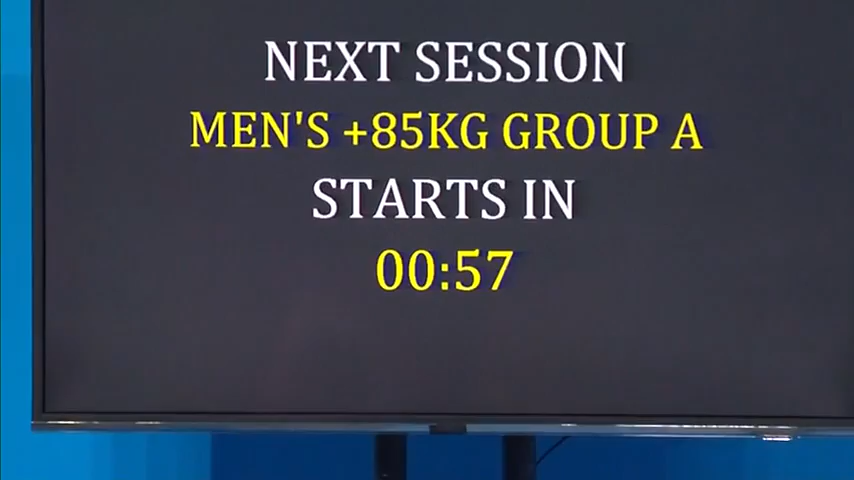 NEXT SESSION
MEN'S +85KG GROUP A
STARTS IN
00:57